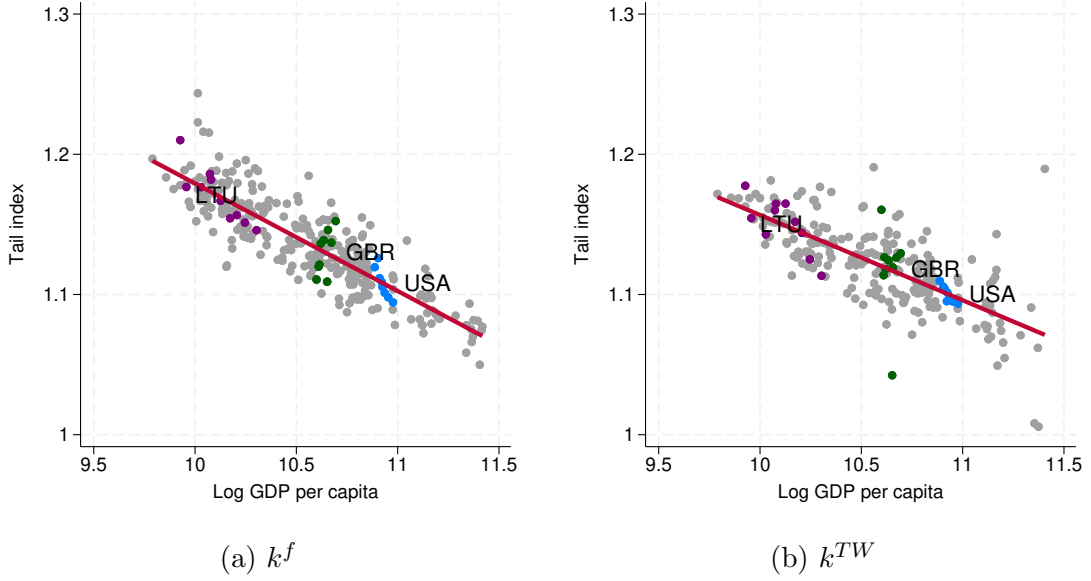 1.3
1.2
1.1
1
Tail index
LTU
GBR
USA
9.5 10 10.5 11 11.5
Log GDP per capita
(a) k^f
1.3
1.2
1.1
1
Tail index
LTU
GBR
USA
9.5 10 10.5 11 11.5
Log GDP per capita
(b) k^{TW}